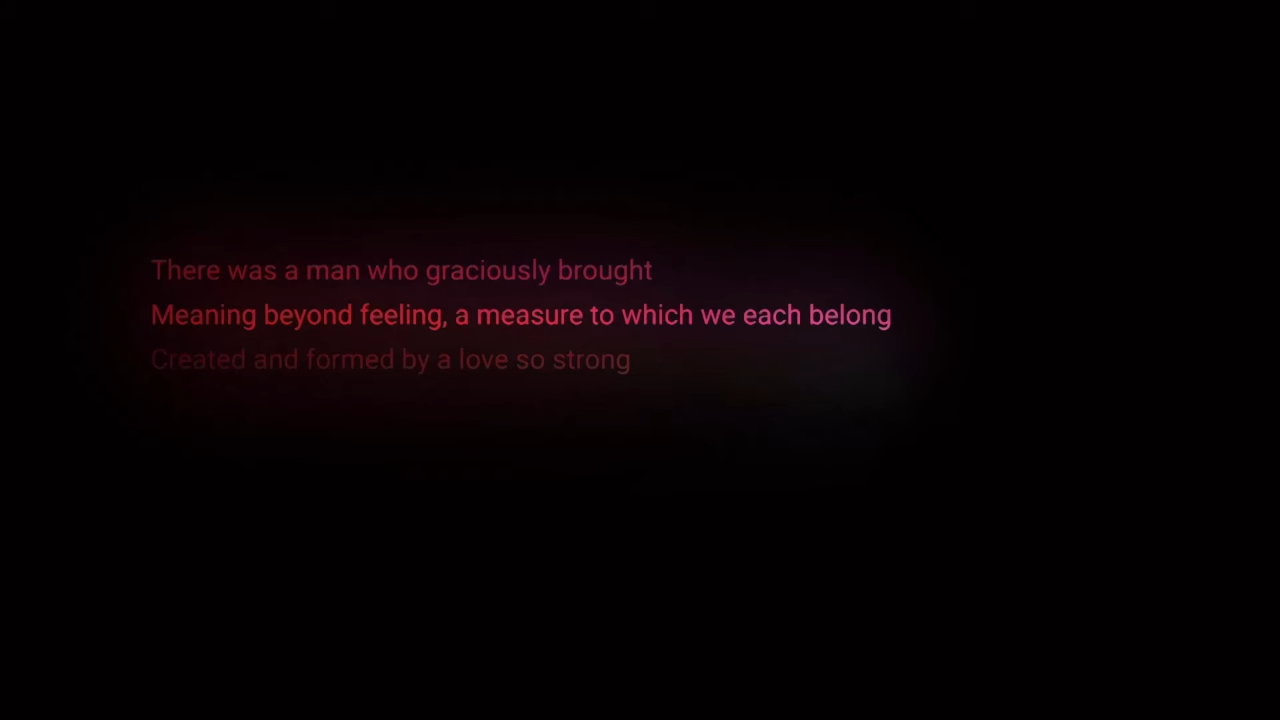 There was a man who graciously brought
Meaning beyond feeling, a measure to which we each belong
Created and formed by a love so strong